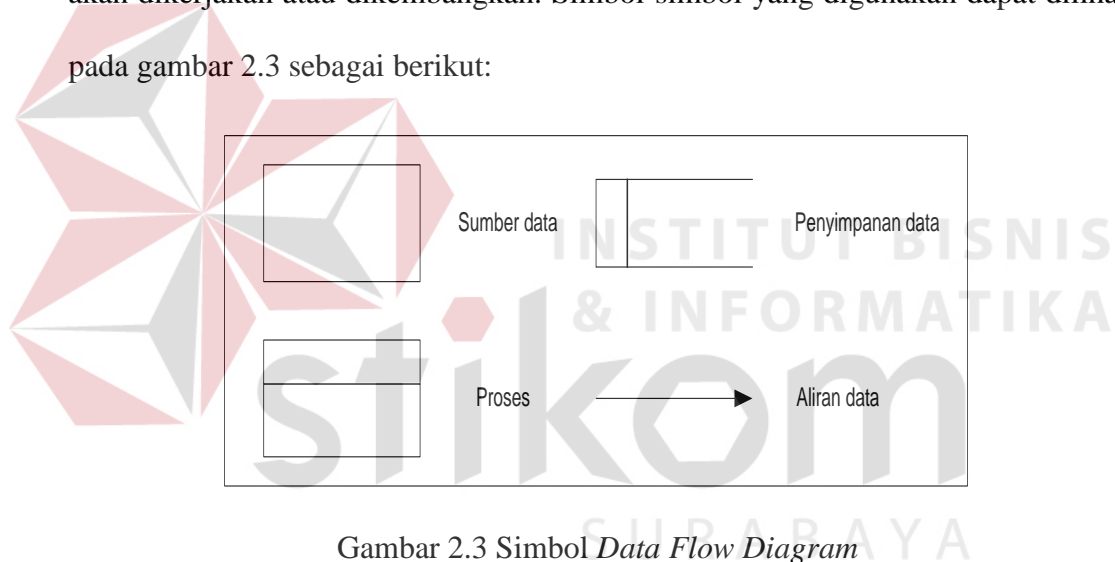 akan dikerjakan atau dikembangkan. Simbol-simbol yang digunakan dapat
pada gambar 2.3 sebagai berikut:
Sumber data
Penyimpanan data
Proses
Aliran data
INSTITUT BISNIS
& INFORMATIKA
stikom
SURABAYA
Gambar 2.3 Simbol Data Flow Diagram